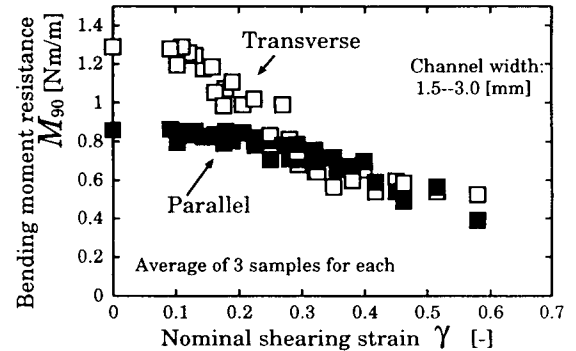 Bending moment resistance
M90 [Nm/m]
1.4
1.2
1
0.8
0.6
0.4
0.2
0
Transverse
Channel width:
1.5--3.0 [mm]
Parallel
Average of 3 samples for each
0 0.1 0.2 0.3 0.4 0.5 0.6 0.7
Nominal shearing strain γ [-]